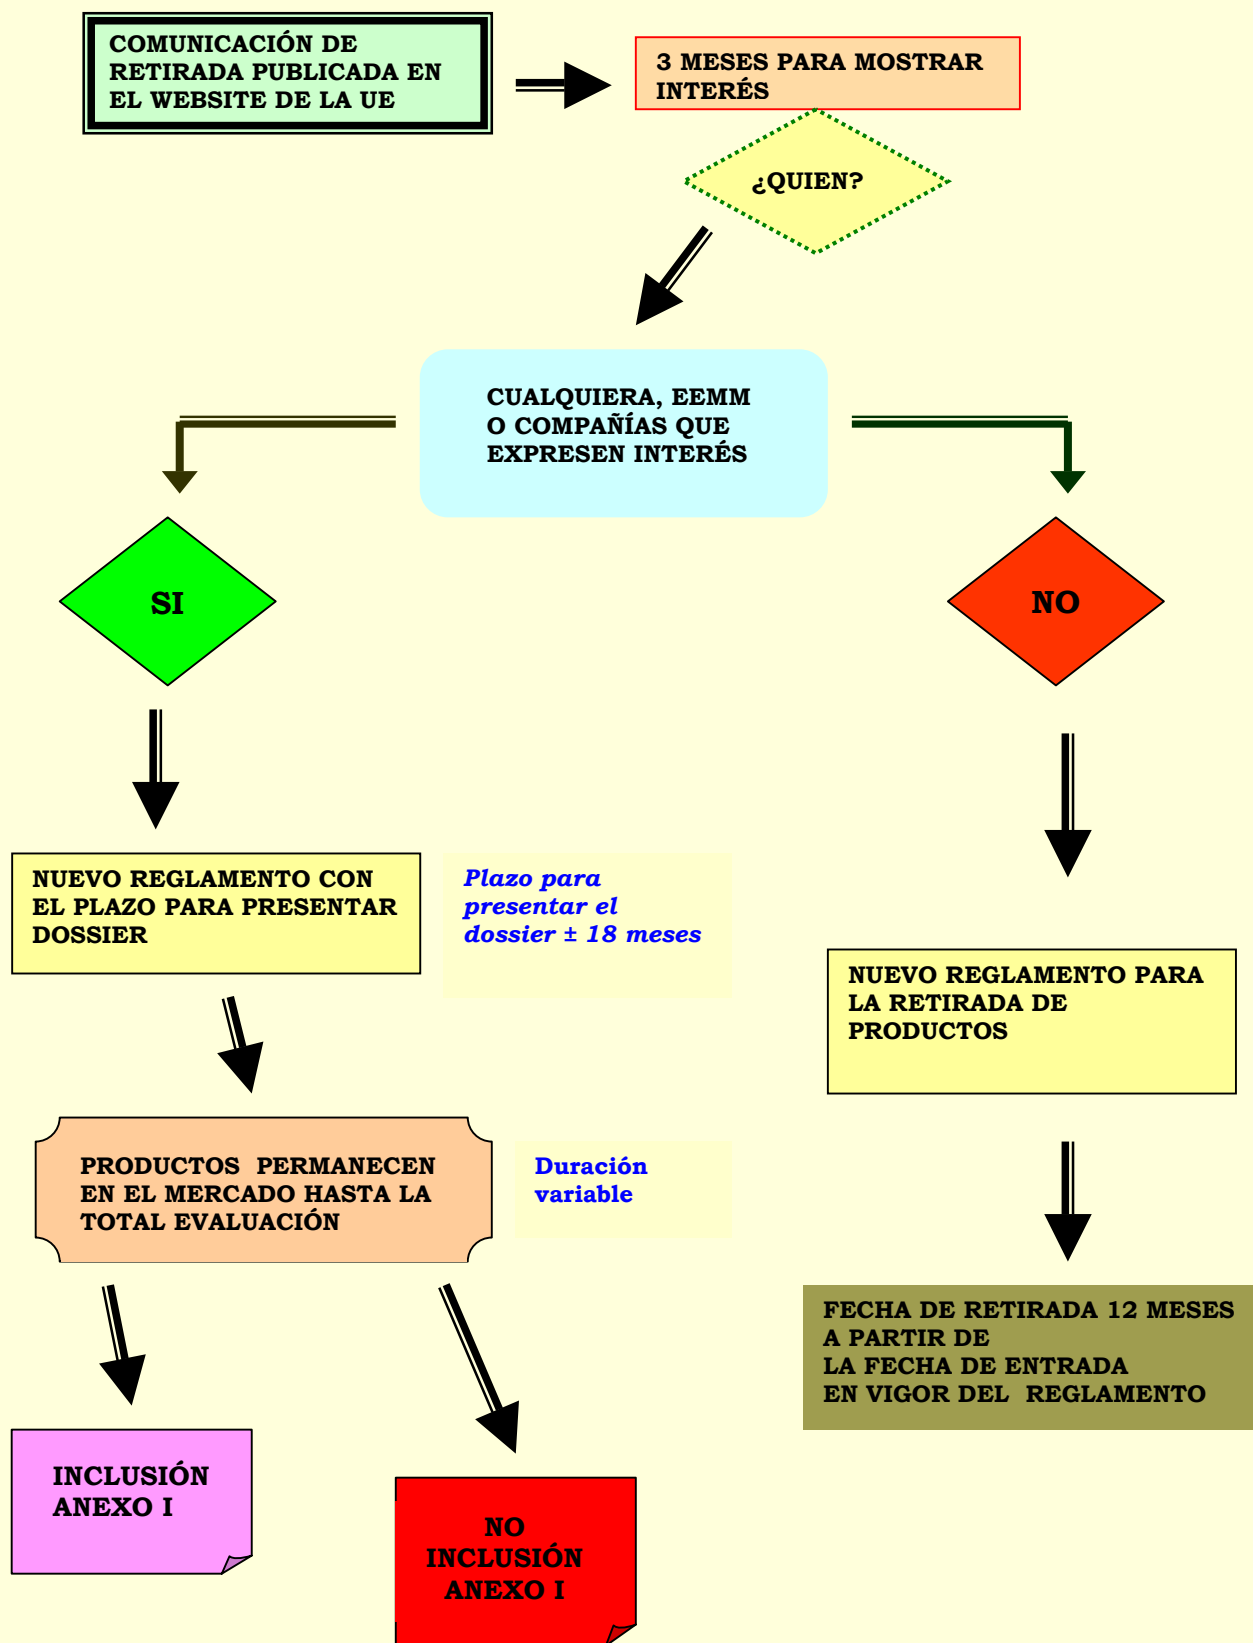 COMUNICACIÓN DE
RETIRADA PUBLICADA EN
EL WEBSITE DE LA UE
3 MESES PARA MOSTRAR
INTERÉS
¿QUIEN?
CUALQUIERA, EEMM
O COMPAÑÍAS QUE
EXPRESEN INTERÉS
SI
NO
NUEVO REGLAMENTO CON
EL PLAZO PARA PRESENTAR
DOSSIER
Plazo para
presentar el
dossier ± 18 meses
NUEVO REGLAMENTO PARA
LA RETIRADA DE
PRODUCTOS
PRODUCTOS  PERMANECEN
EN EL MERCADO HASTA LA
TOTAL EVALUACIÓN
Duración
variable
FECHA DE RETIRADA 12 MESES
A PARTIR DE
LA FECHA DE ENTRADA
EN VIGOR DEL  REGLAMENTO
INCLUSIÓN
ANEXO I
NO
INCLUSIÓN
ANEXO I